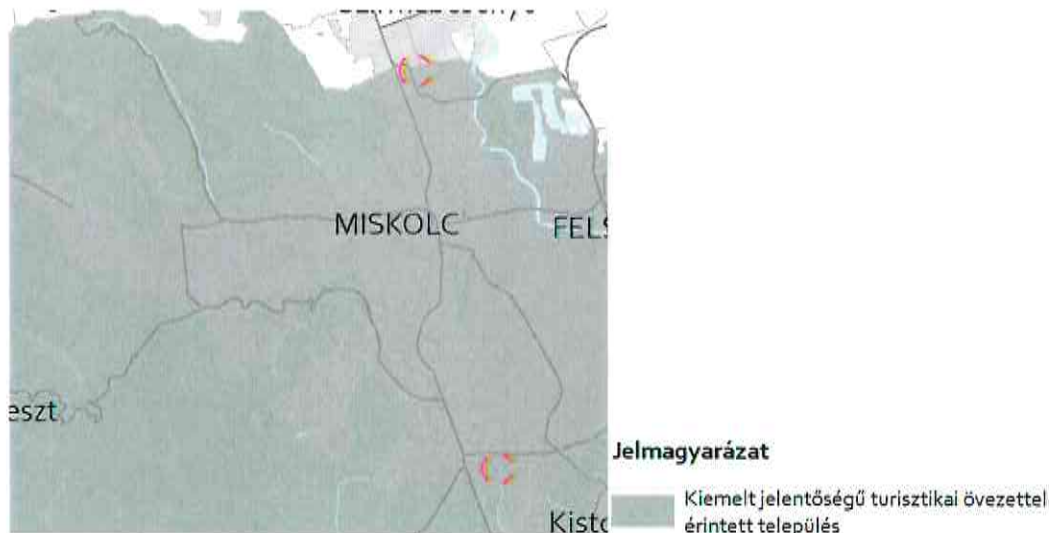 MISKOLC
FELS
eszt
Kistc
Jelmagyarázat
Kiemelt jelentőségű turisztikai övezettel
érintett település